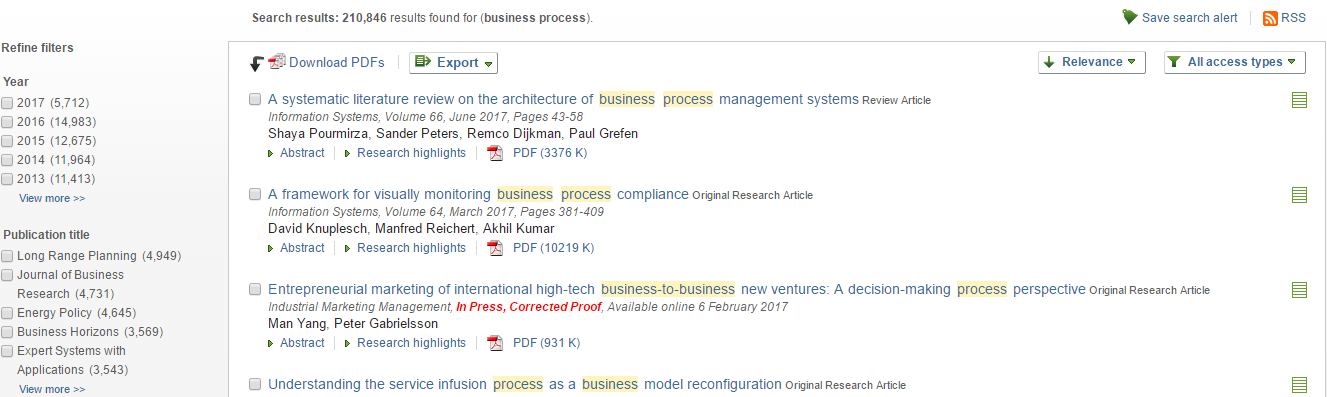 Search results: 210,846 results found for (business process).
Save search alert
RSS
Refine filters
Year
2017 (5,712)
2016 (14,983)
2015 (12,675)
2014 (11,964)
2013 (11,413)
View more >>
Publication title
Long Range Planning (4,949)
Journal of Business
Research (4,731)
Energy Policy (4,645)
Business Horizons (3,569)
Expert Systems with
Applications (3,543)
View more >>
Download PDFs
Export
Relevance
All access types
A systematic literature review on the architecture of business process management systems Review Article
Information Systems, Volume 66, June 2017, Pages 43-58
Shaya Pourmirza, Sander Peters, Remco Dijkman, Paul Grefen
Abstract Research highlights PDF (3376 K)
A framework for visually monitoring business process compliance Original Research Article
Information Systems, Volume 64, March 2017, Pages 381-409
David Knuplesch, Manfred Reichert, Akhil Kumar
Abstract Research highlights PDF (10219 K)
Entrepreneurial marketing of international high-tech business-to-business new ventures: A decision-making process perspective Original Research Article
Industrial Marketing Management, In Press, Corrected Proof, Available online 6 February 2017
Man Yang, Peter Gabrielsson
Abstract Research highlights PDF (931 K)
Understanding the service infusion process as a business model reconfiguration Original Research Article